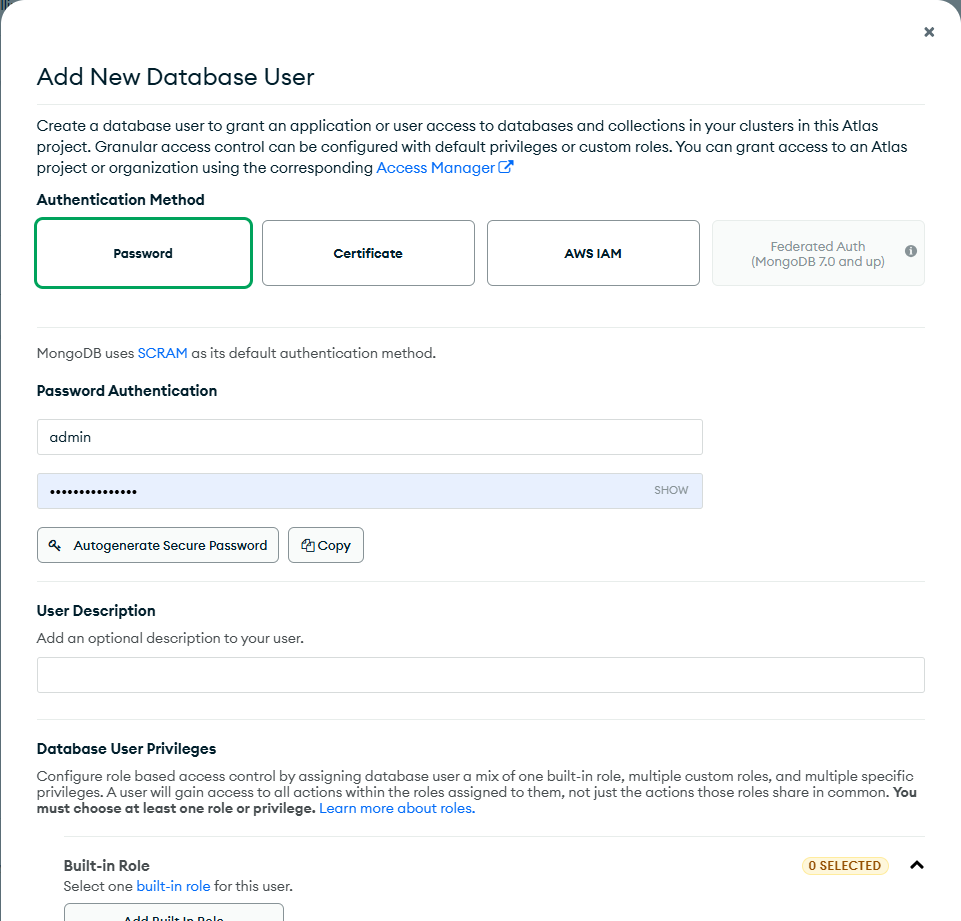 Add New Database User
Create a database user to grant an application or user access to databases and collections in your clusters in this Atlas
project. Granular access control can be configured with default privileges or custom roles. You can grant access to an Atlas
project or organization using the corresponding Access Manager
Authentication Method
Password
Certificate
AWS IAM
Federated Auth
(MongoDB 7.0 and up)
MongoDB uses SCRAM as its default authentication method.
Password Authentication
admin
•••••••••••••••
SHOW
Autogenerate Secure Password
Copy
User Description
Add an optional description to your user.
Database User Privileges
Configure role based access control by assigning database user a mix of one built-in role, multiple custom roles, and multiple specific
privileges. A user will gain access to all actions within the roles assigned to them, not just the actions those roles share in common. You
must choose at least one role or privilege. Learn more about roles.
Built-in Role
0 SELECTED
Select one built-in role for this user.
Add Built In Role